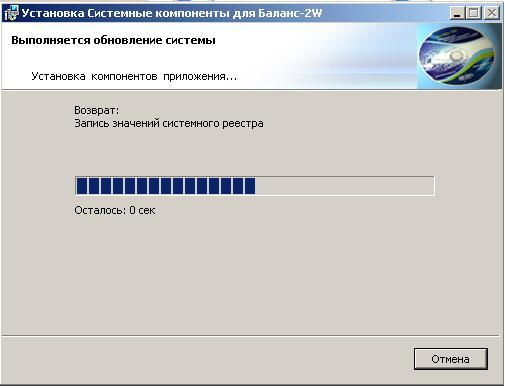 Установка Системные компоненты для Баланс-2W
Выполняется обновление системы
Установка компонентов приложения...
Возврат:
Запись значений системного реестра
Осталось: 0 сек
Отмена